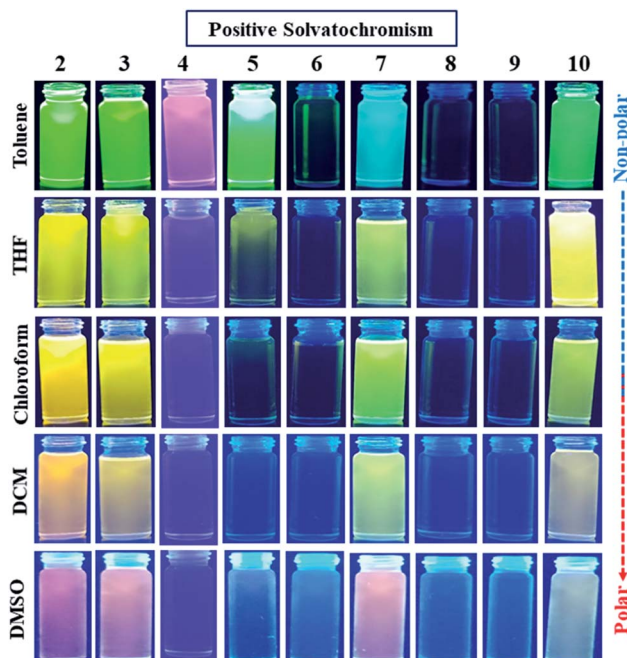 Positive Solvatochromism
2 3 4 5 6 7 8 9 10
Toluene
THF
Chloroform
DCM
DMSO
Non-polar
Polar